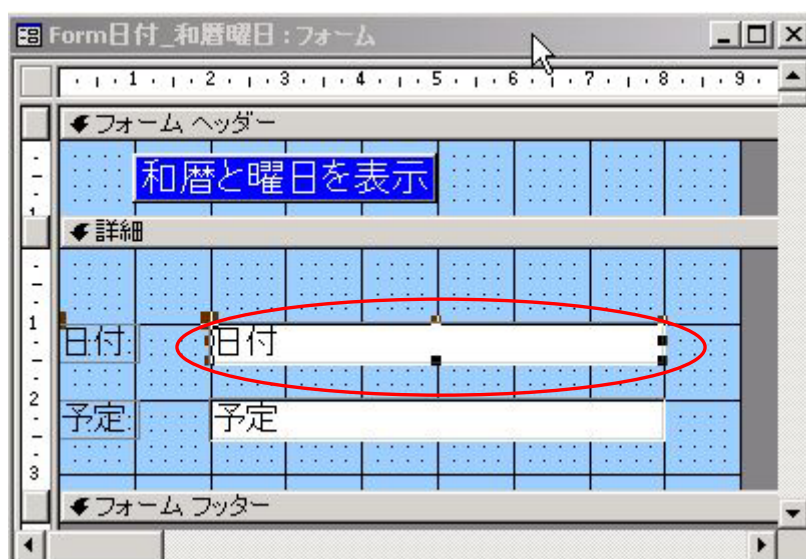 Form日付_和暦曜日 : フォーム
1 2 3 4 5 6 7 8 9
フォーム ヘッダー
和暦と曜日を表示
1
詳細
1
日付: 日付
2
予定: 予定
3
フォーム フッター